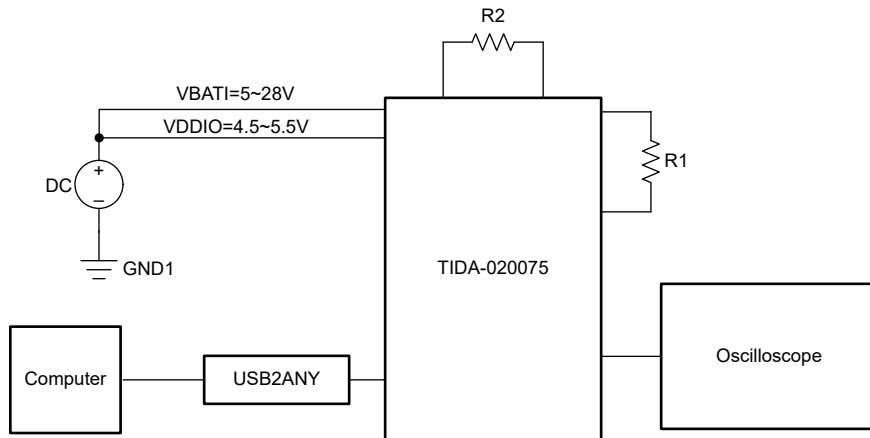 R2
VBATI=5~28V
VDDIO=4.5~5.5V
+
DC
−
R1
GND1
TIDA-020075
Oscilloscope
Computer
USB2ANY